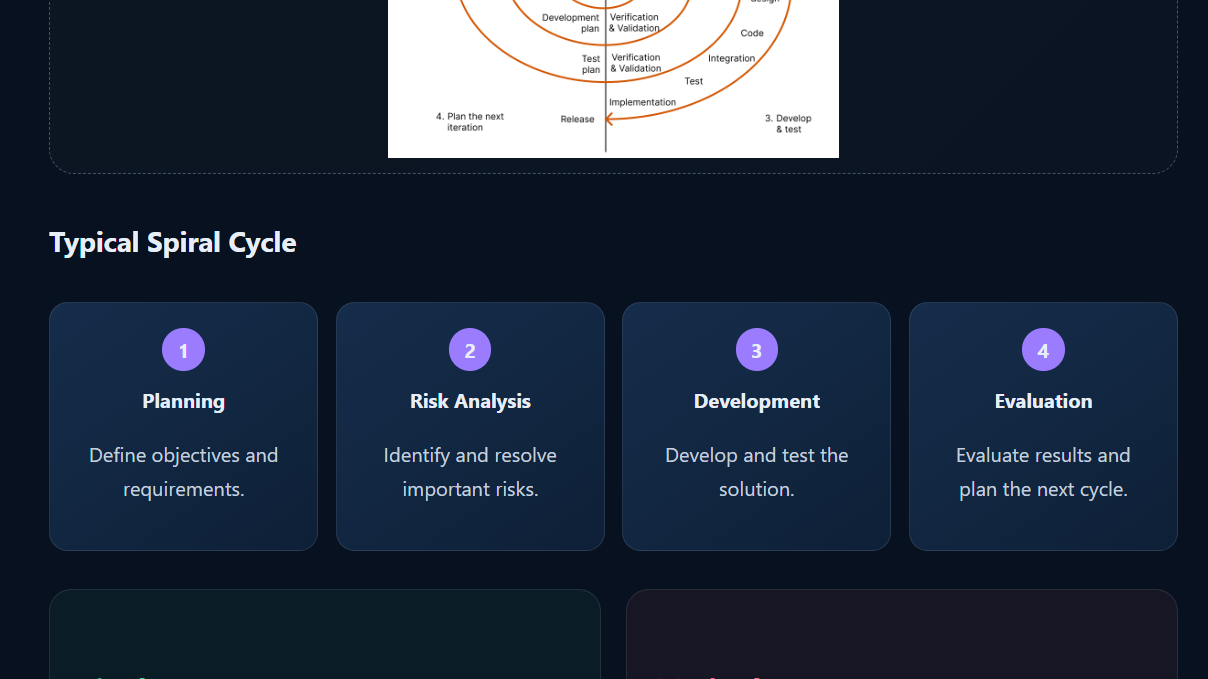 Development
plan
Verification
& Validation
Code
Test
plan
Verification
& Validation
Integration
Test
Implementation
4. Plan the next
iteration
Release
3. Develop
& test
Typical Spiral Cycle
1
Planning
Define objectives and
requirements.
2
Risk Analysis
Identify and resolve
important risks.
3
Development
Develop and test the
solution.
4
Evaluation
Evaluate results and
plan the next cycle.